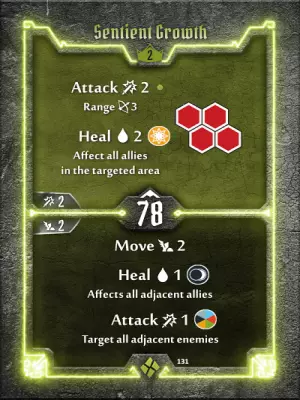 Sentient Growth
2
Attack 2
Range 3
Heal 2
Affect all allies
in the targeted area
2
78
2
Move 2
Heal 1
Affects all adjacent allies
Attack 1
Target all adjacent enemies
131